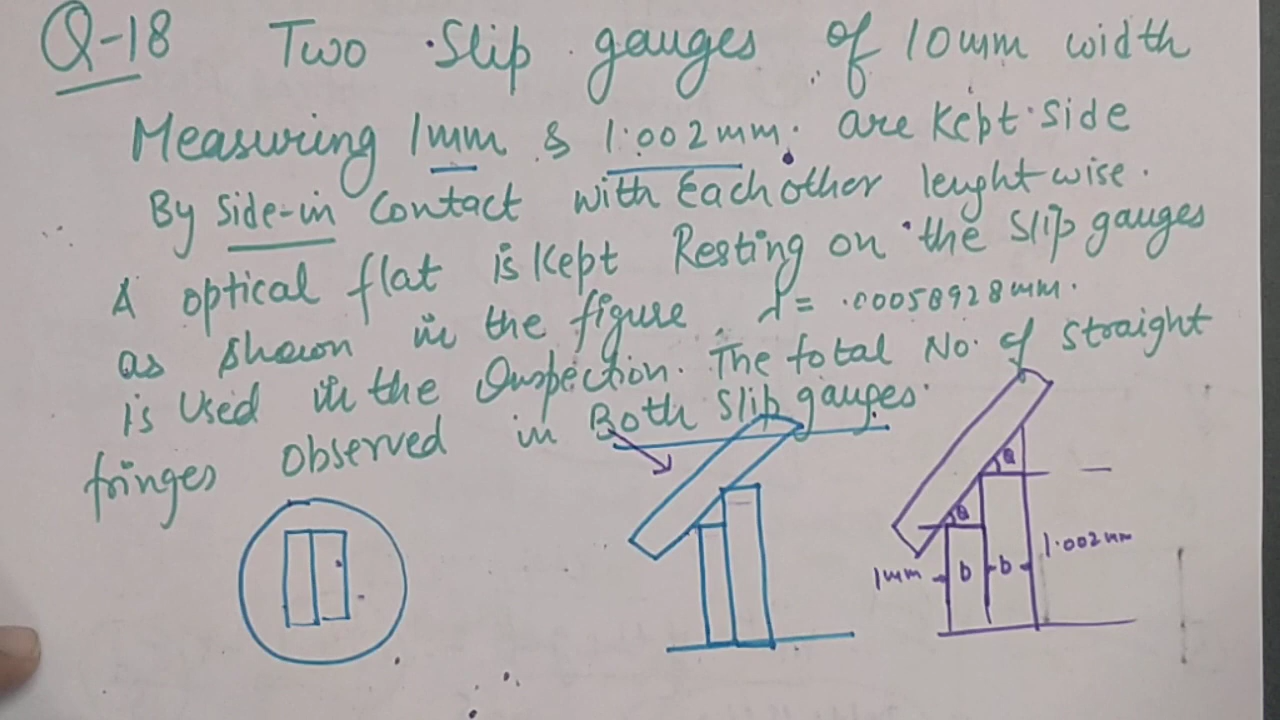 Q-18 Two Slip gauges of 10mm width
Measuring 1mm & 1.002mm. are Kept Side
By Side-in Contact with Each other lenght wise.
A optical flat is Kept Resting on the Slip gauges
as shown in the figure. λ = .00058928mm.
is Used in the Inspection. The total No. of Straight
fringes observed in Both Slip gauges.
θ
θ
1mm
b
b
1.002mm